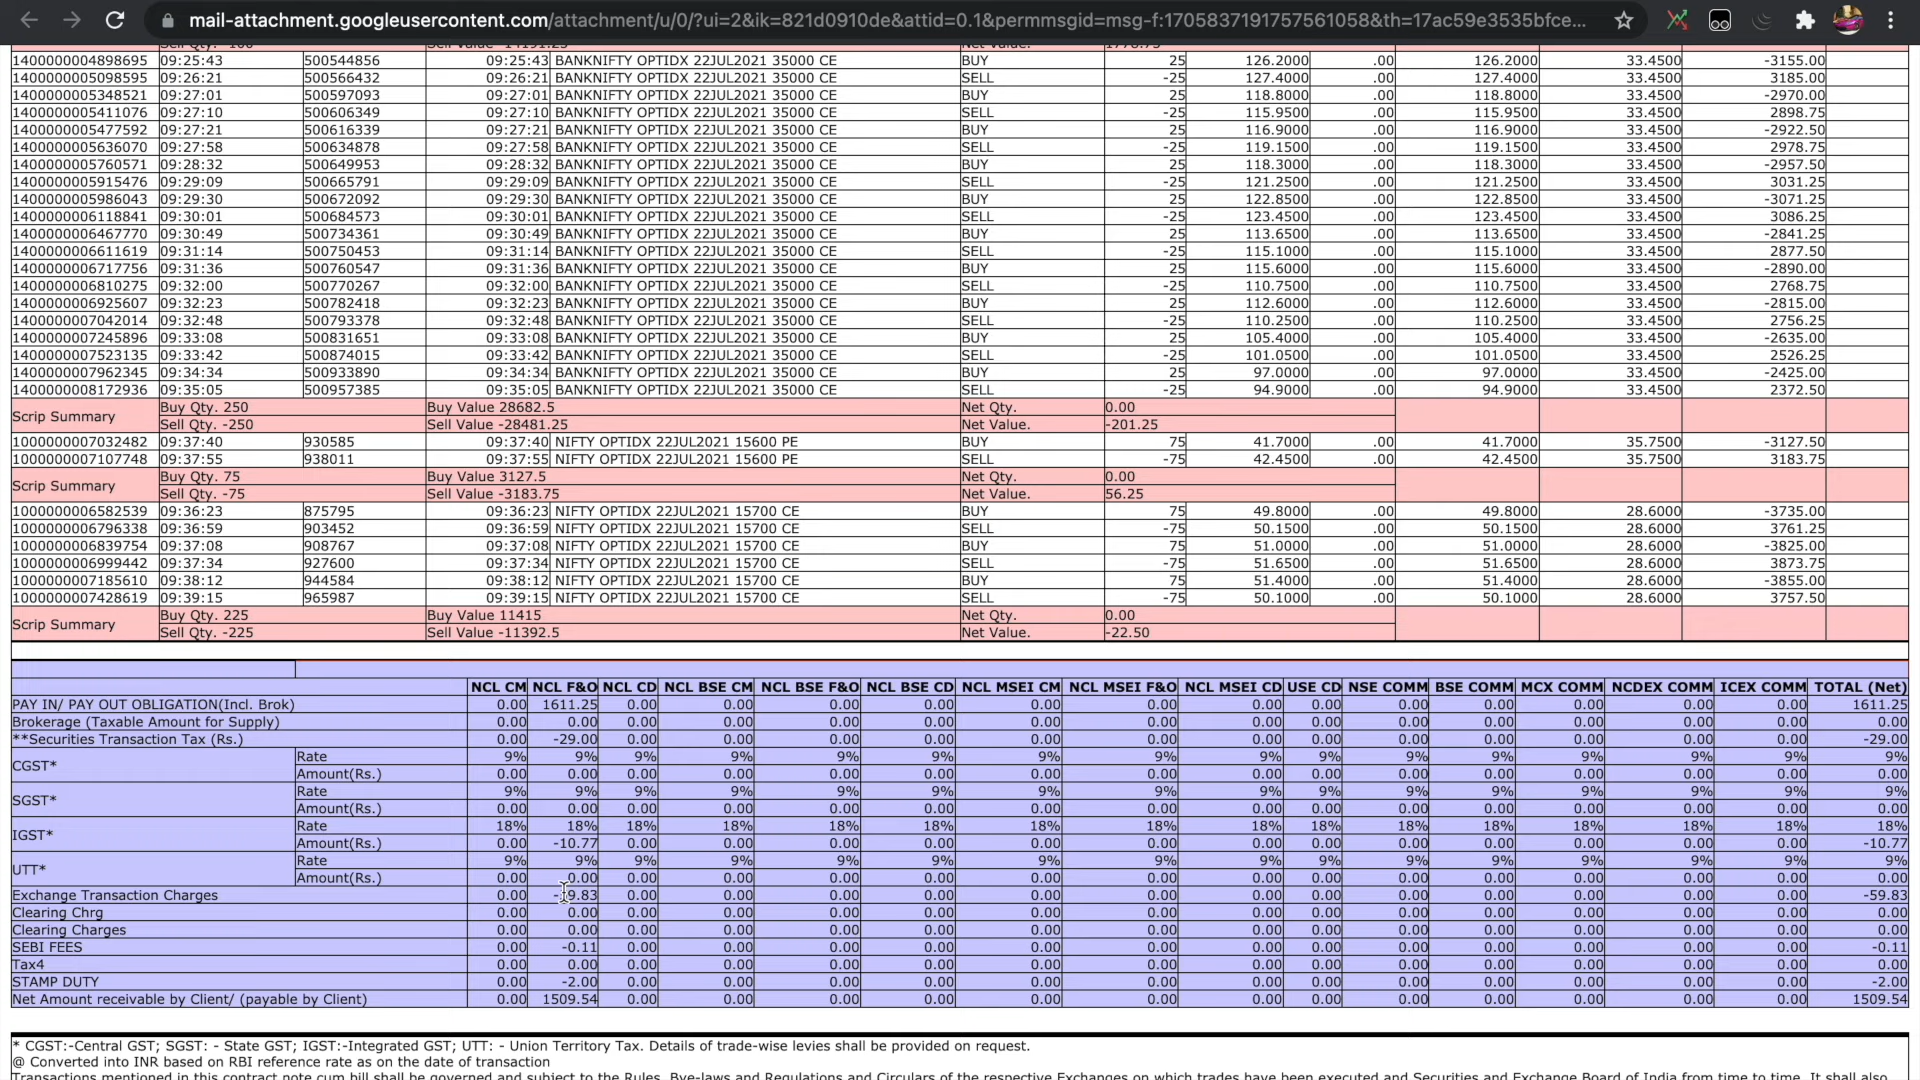 mail-attachment.googleusercontent.com/attachment/u/0/?ui=2&ik=821d0910de&attid=0.1&permmsgid=msg-f:1705837191757561058&th=17ac59e3535bfce...
Sell Qty. -100 Sell Value -14191.25 Net Value. 1778.75
1400000004898695 09:25:43 500544856 09:25:43 BANKNIFTY OPTIDX 22JUL2021 35000 CE BUY 25 126.2000 .00 126.2000 33.4500 -3155.00
1400000005098595 09:26:21 500566432 09:26:21 BANKNIFTY OPTIDX 22JUL2021 35000 CE SELL -25 127.4000 .00 127.4000 33.4500 3185.00
1400000005348521 09:27:01 500597093 09:27:01 BANKNIFTY OPTIDX 22JUL2021 35000 CE BUY 25 118.8000 .00 118.8000 33.4500 -2970.00
1400000005411076 09:27:10 500606349 09:27:10 BANKNIFTY OPTIDX 22JUL2021 35000 CE SELL -25 115.9500 .00 115.9500 33.4500 2898.75
1400000005477592 09:27:21 500616339 09:27:21 BANKNIFTY OPTIDX 22JUL2021 35000 CE BUY 25 116.9000 .00 116.9000 33.4500 -2922.50
1400000005636070 09:27:58 500634878 09:27:58 BANKNIFTY OPTIDX 22JUL2021 35000 CE SELL -25 119.1500 .00 119.1500 33.4500 2978.75
1400000005760571 09:28:32 500649953 09:28:32 BANKNIFTY OPTIDX 22JUL2021 35000 CE BUY 25 118.3000 .00 118.3000 33.4500 -2957.50
1400000005915476 09:29:09 500665791 09:29:09 BANKNIFTY OPTIDX 22JUL2021 35000 CE SELL -25 121.2500 .00 121.2500 33.4500 3031.25
1400000005986043 09:29:30 500672092 09:29:30 BANKNIFTY OPTIDX 22JUL2021 35000 CE BUY 25 122.8500 .00 122.8500 33.4500 -3071.25
1400000006118841 09:30:01 500684573 09:30:01 BANKNIFTY OPTIDX 22JUL2021 35000 CE SELL -25 123.4500 .00 123.4500 33.4500 3086.25
1400000006467770 09:30:49 500734361 09:30:49 BANKNIFTY OPTIDX 22JUL2021 35000 CE BUY 25 113.6500 .00 113.6500 33.4500 -2841.25
1400000006611619 09:31:14 500750453 09:31:14 BANKNIFTY OPTIDX 22JUL2021 35000 CE SELL -25 115.1000 .00 115.1000 33.4500 2877.50
1400000006717756 09:31:36 500760547 09:31:36 BANKNIFTY OPTIDX 22JUL2021 35000 CE BUY 25 115.6000 .00 115.6000 33.4500 -2890.00
1400000006810275 09:32:00 500770267 09:32:00 BANKNIFTY OPTIDX 22JUL2021 35000 CE SELL -25 110.7500 .00 110.7500 33.4500 2768.75
1400000006925607 09:32:23 500782418 09:32:23 BANKNIFTY OPTIDX 22JUL2021 35000 CE BUY 25 112.6000 .00 112.6000 33.4500 -2815.00
1400000007042014 09:32:48 500793378 09:32:48 BANKNIFTY OPTIDX 22JUL2021 35000 CE SELL -25 110.2500 .00 110.2500 33.4500 2756.25
1400000007245896 09:33:08 500831651 09:33:08 BANKNIFTY OPTIDX 22JUL2021 35000 CE BUY 25 105.4000 .00 105.4000 33.4500 -2635.00
1400000007523135 09:33:42 500874015 09:33:42 BANKNIFTY OPTIDX 22JUL2021 35000 CE SELL -25 101.0500 .00 101.0500 33.4500 2526.25
1400000007962345 09:34:34 500933890 09:34:34 BANKNIFTY OPTIDX 22JUL2021 35000 CE BUY 25 97.0000 .00 97.0000 33.4500 -2425.00
1400000008172936 09:35:05 500957385 09:35:05 BANKNIFTY OPTIDX 22JUL2021 35000 CE SELL -25 94.9000 .00 94.9000 33.4500 2372.50
Scrip Summary Buy Qty. 250 Buy Value 28682.5 Net Qty. 0.00
Sell Qty. -250 Sell Value -28481.25 Net Value. -201.25
1000000007032482 09:37:40 930585 09:37:40 NIFTY OPTIDX 22JUL2021 15600 PE BUY 75 41.7000 .00 41.7000 35.7500 -3127.50
1000000007107748 09:37:55 938011 09:37:55 NIFTY OPTIDX 22JUL2021 15600 PE SELL -75 42.4500 .00 42.4500 35.7500 3183.75
Scrip Summary Buy Qty. 75 Buy Value 3127.5 Net Qty. 0.00
Sell Qty. -75 Sell Value -3183.75 Net Value. 56.25
1000000006582539 09:36:23 875795 09:36:23 NIFTY OPTIDX 22JUL2021 15700 CE BUY 75 49.8000 .00 49.8000 28.6000 -3735.00
1000000006796338 09:36:59 903452 09:36:59 NIFTY OPTIDX 22JUL2021 15700 CE SELL -75 50.1500 .00 50.1500 28.6000 3761.25
1000000006839754 09:37:08 908767 09:37:08 NIFTY OPTIDX 22JUL2021 15700 CE BUY 75 51.0000 .00 51.0000 28.6000 -3825.00
1000000006999442 09:37:34 927600 09:37:34 NIFTY OPTIDX 22JUL2021 15700 CE SELL -75 51.6500 .00 51.6500 28.6000 3873.75
1000000007185610 09:38:12 944584 09:38:12 NIFTY OPTIDX 22JUL2021 15700 CE BUY 75 51.4000 .00 51.4000 28.6000 -3855.00
1000000007428619 09:39:15 965987 09:39:15 NIFTY OPTIDX 22JUL2021 15700 CE SELL -75 50.1000 .00 50.1000 28.6000 3757.50
Scrip Summary Buy Qty. 225 Buy Value 11415 Net Qty. 0.00
Sell Qty. -225 Sell Value -11392.5 Net Value. -22.50
NCL CM NCL F&O NCL CD NCL BSE CM NCL BSE F&O NCL BSE CD NCL MSEI CM NCL MSEI F&O NCL MSEI CD USE CD NSE COMM BSE COMM MCX COMM NCDEX COMM ICEX COMM TOTAL (Net)
PAY IN/ PAY OUT OBLIGATION(Incl. Brok) 0.00 1611.25 0.00 0.00 0.00 0.00 0.00 0.00 0.00 0.00 0.00 0.00 0.00 0.00 0.00 1611.25
Brokerage (Taxable Amount for Supply) 0.00 0.00 0.00 0.00 0.00 0.00 0.00 0.00 0.00 0.00 0.00 0.00 0.00 0.00 0.00 0.00
**Securities Transaction Tax (Rs.) 0.00 -29.00 0.00 0.00 0.00 0.00 0.00 0.00 0.00 0.00 0.00 0.00 0.00 0.00 0.00 -29.00
CGST* Rate 9% 9% 9% 9% 9% 9% 9% 9% 9% 9% 9% 9% 9% 9% 9% 9%
Amount(Rs.) 0.00 0.00 0.00 0.00 0.00 0.00 0.00 0.00 0.00 0.00 0.00 0.00 0.00 0.00 0.00 0.00
SGST* Rate 9% 9% 9% 9% 9% 9% 9% 9% 9% 9% 9% 9% 9% 9% 9% 9%
Amount(Rs.) 0.00 0.00 0.00 0.00 0.00 0.00 0.00 0.00 0.00 0.00 0.00 0.00 0.00 0.00 0.00 0.00
IGST* Rate 18% 18% 18% 18% 18% 18% 18% 18% 18% 18% 18% 18% 18% 18% 18% 18%
Amount(Rs.) 0.00 -10.77 0.00 0.00 0.00 0.00 0.00 0.00 0.00 0.00 0.00 0.00 0.00 0.00 0.00 -10.77
UTT* Rate 9% 9% 9% 9% 9% 9% 9% 9% 9% 9% 9% 9% 9% 9% 9% 9%
Amount(Rs.) 0.00 0.00 0.00 0.00 0.00 0.00 0.00 0.00 0.00 0.00 0.00 0.00 0.00 0.00 0.00 0.00
Exchange Transaction Charges 0.00 -59.83 0.00 0.00 0.00 0.00 0.00 0.00 0.00 0.00 0.00 0.00 0.00 0.00 0.00 -59.83
Clearing Chrg 0.00 0.00 0.00 0.00 0.00 0.00 0.00 0.00 0.00 0.00 0.00 0.00 0.00 0.00 0.00 0.00
Clearing Charges 0.00 0.00 0.00 0.00 0.00 0.00 0.00 0.00 0.00 0.00 0.00 0.00 0.00 0.00 0.00 0.00
SEBI FEES 0.00 -0.11 0.00 0.00 0.00 0.00 0.00 0.00 0.00 0.00 0.00 0.00 0.00 0.00 0.00 -0.11
Tax4 0.00 0.00 0.00 0.00 0.00 0.00 0.00 0.00 0.00 0.00 0.00 0.00 0.00 0.00 0.00 0.00
STAMP DUTY 0.00 -2.00 0.00 0.00 0.00 0.00 0.00 0.00 0.00 0.00 0.00 0.00 0.00 0.00 0.00 -2.00
Net Amount receivable by Client/ (payable by Client) 0.00 1509.54 0.00 0.00 0.00 0.00 0.00 0.00 0.00 0.00 0.00 0.00 0.00 0.00 0.00 1509.54
* CGST:-Central GST; SGST: - State GST; IGST:-Integrated GST; UTT: - Union Territory Tax. Details of trade-wise levies shall be provided on request.
@ Converted into INR based on RBI reference rate as on the date of transaction
Transactions mentioned in this contract note cum bill shall be governed and subject to the Rules, Bye-laws and Regulations and Circulars of the respective Exchanges on which trades have been executed and Securities and Exchange Board of India from time to time. It shall also